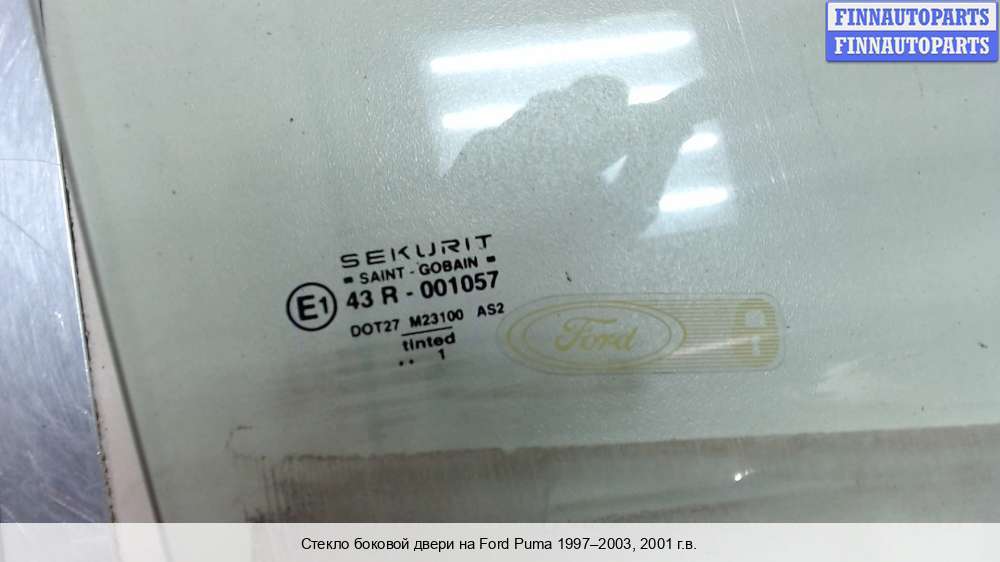 FINNAUTOPARTS
FINNAUTOPARTS
SEKURIT
SAINT - GOBAIN
E1
43 R - 001057
DOT27 M23100 AS2
tinted
.. 1
Ford
Стекло боковой двери на Ford Puma 1997–2003, 2001 г.в.